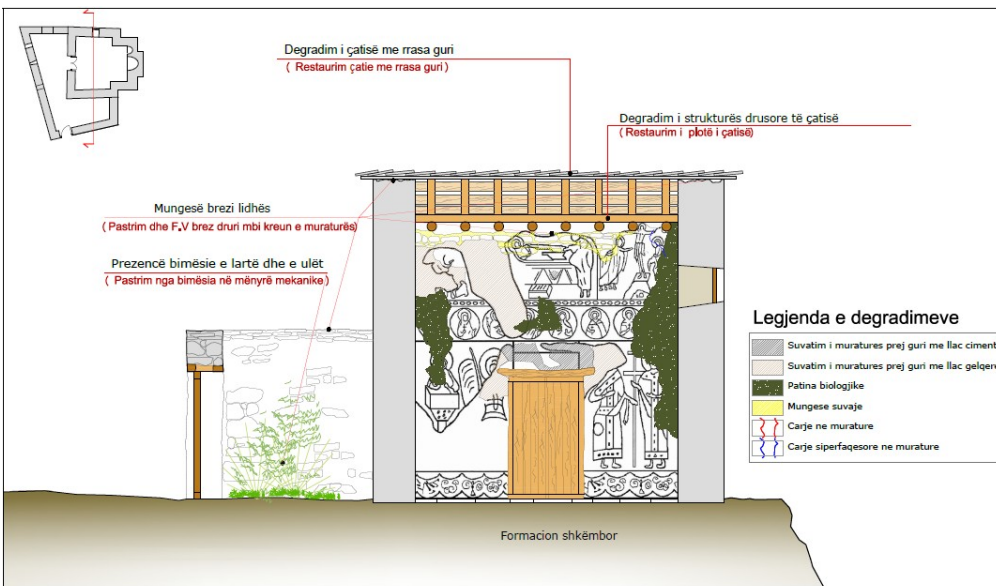 Degradim i çatisë me rrasa guri
( Restaurim çatie me rrasa guri )
Degradim i strukturës drusore të çatisë
(Restaurim i plotë i çatisë)
Mungesë brezi lidhës
(Pastrim dhe F.V brez druri mbi kreun e muraturës)
Prezencë bimësie e lartë dhe e ulët
( Pastrim nga bimësia në mënyrë mekanike )
Legjenda e degradimeve
Suvatim i muratures prej guri me llac ciment
Suvatim i muratures prej guri me llac gelqere
Patina biologjike
Mungese suvaje
Carje ne murature
Carje siperfaqesore ne murature
Formacion shkëmbor